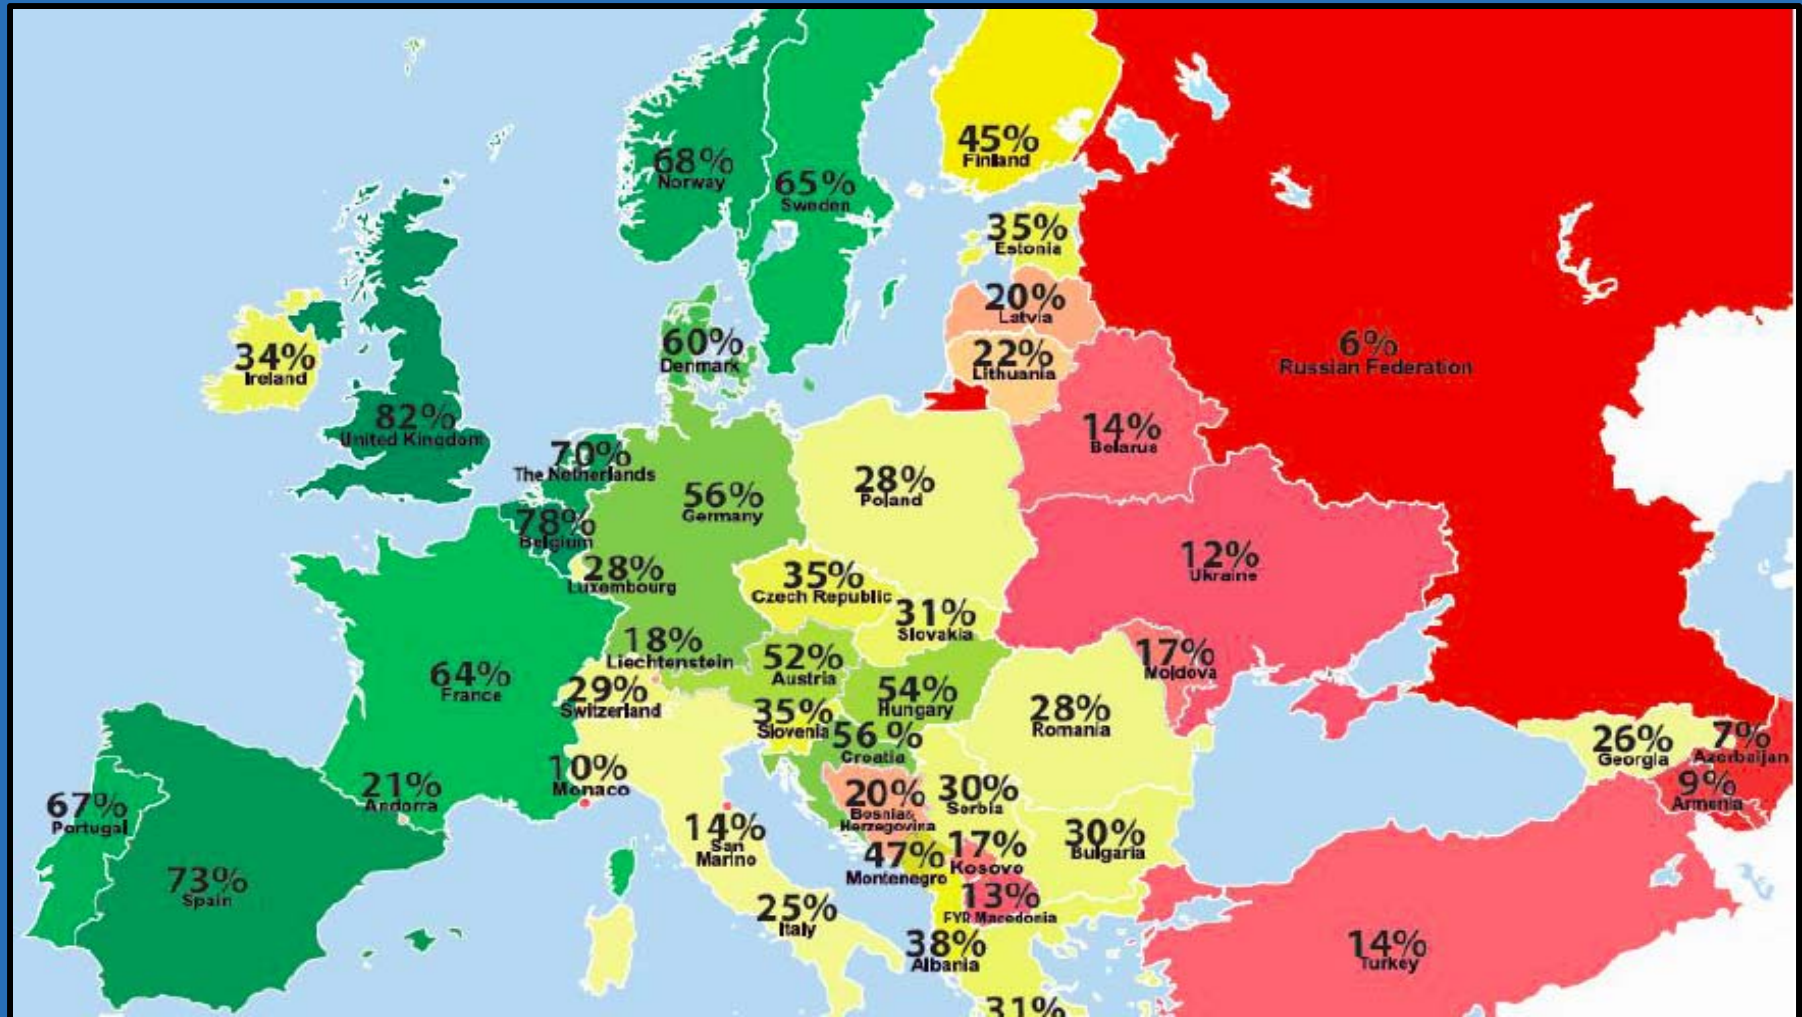 45%
Finland
68%
Norway
65%
Sweden
35%
Estonia
20%
Latvia
60%
Denmark
6%
Russian Federation
34%
Ireland
22%
Lithuania
82%
United Kingdom
14%
Belarus
70%
The Netherlands
28%
Poland
56%
Germany
78%
Belgium
12%
Ukraine
28%
Luxembourg
35%
Czech Republic
31%
Slovakia
18%
Liechtenstein
52%
Austria
17%
Moldova
64%
France
29%
Switzerland
54%
Hungary
35%
Slovenia
28%
Romania
56 %
Croatia
26%
Georgia
7%
Azerbaijan
10%
Monaco
21%
Andorra
20%
Bosnia&
Herzegovina
30%
Serbia
9%
Armenia
67%
Portugal
14%
San
Marino
47%
Montenegro
17%
Kosovo
30%
Bulgaria
73%
Spain
13%
FYR Macedonia
25%
Italy
38%
Albania
14%
Turkey
31%